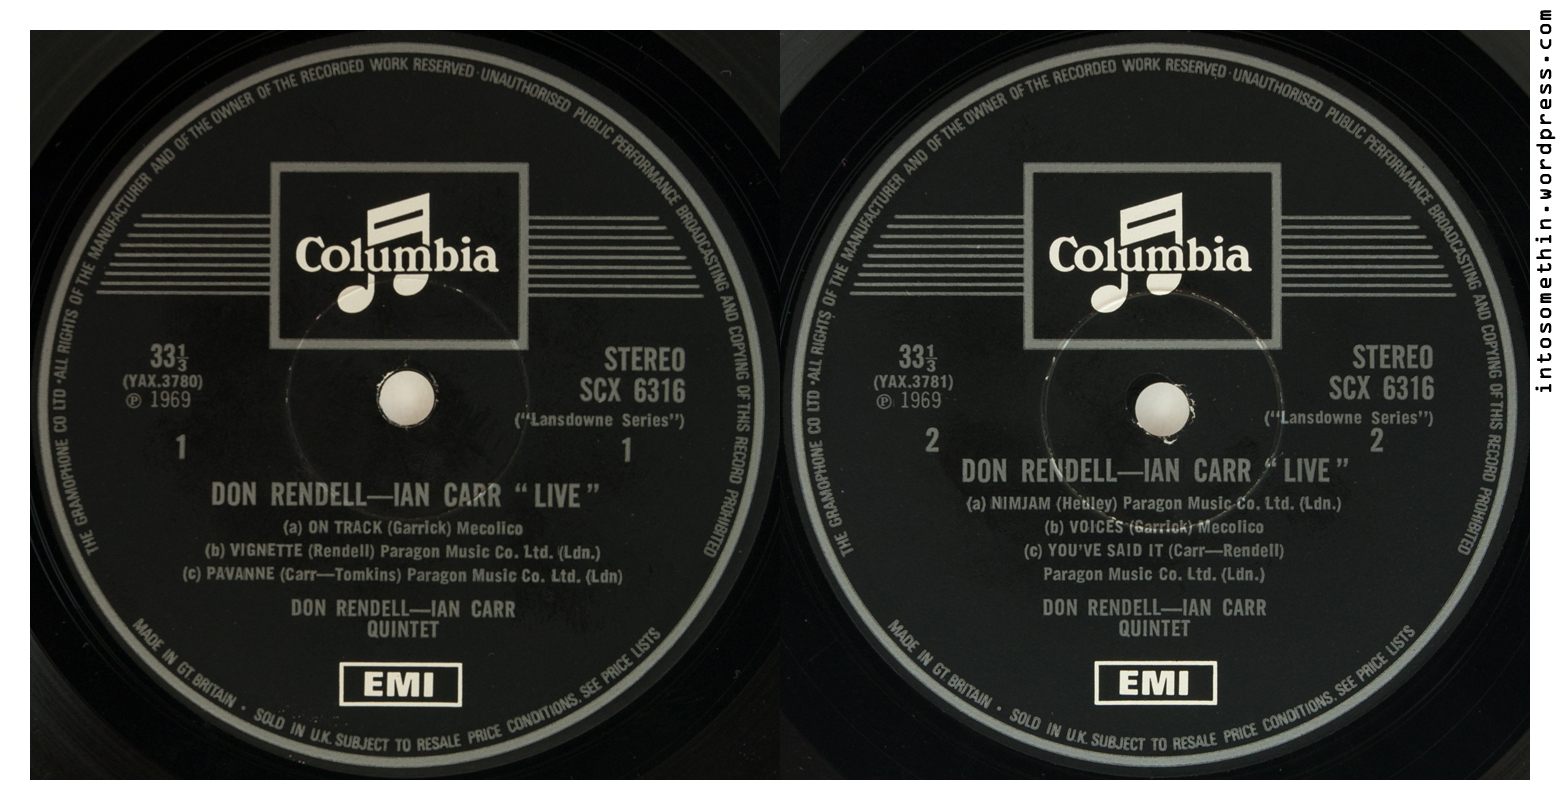 THE GRAMOPHONE CO LTD · ALL RIGHTS OF THE MANUFACTURER AND OF THE OWNER OF THE RECORDED WORK RESERVED · UNAUTHORISED PUBLIC PERFORMANCE BROADCASTING AND COPYING OF THIS RECORD PROHIBITED
Columbia
33⅓
(YAX.3780)
℗ 1969
1
STEREO
SCX 6316
("Lansdowne Series")
1
DON RENDELL—IAN CARR "LIVE"
(a) ON TRACK (Garrick) Mecolico
(b) VIGNETTE (Rendell) Paragon Music Co. Ltd. (Ldn.)
(c) PAVANNE (Carr—Tomkins) Paragon Music Co. Ltd. (Ldn)
DON RENDELL—IAN CARR
QUINTET
EMI
MADE IN GT. BRITAIN · SOLD IN U.K. SUBJECT TO RESALE PRICE CONDITIONS, SEE PRICE LISTS
THE GRAMOPHONE CO LTD · ALL RIGHTS OF THE MANUFACTURER AND OF THE OWNER OF THE RECORDED WORK RESERVED · UNAUTHORISED PUBLIC PERFORMANCE BROADCASTING AND COPYING OF THIS RECORD PROHIBITED
Columbia
33⅓
(YAX.3781)
℗ 1969
2
STEREO
SCX 6316
("Lansdowne Series")
2
DON RENDELL—IAN CARR "LIVE"
(a) NIMJAM (Hedley) Paragon Music Co. Ltd. (Ldn.)
(b) VOICES (Garrick) Mecolico
(c) YOU'VE SAID IT (Carr—Rendell)
Paragon Music Co. Ltd. (Ldn.)
DON RENDELL—IAN CARR
QUINTET
EMI
MADE IN GT. BRITAIN · SOLD IN U.K. SUBJECT TO RESALE PRICE CONDITIONS, SEE PRICE LISTS
intosomethin.wordpress.com